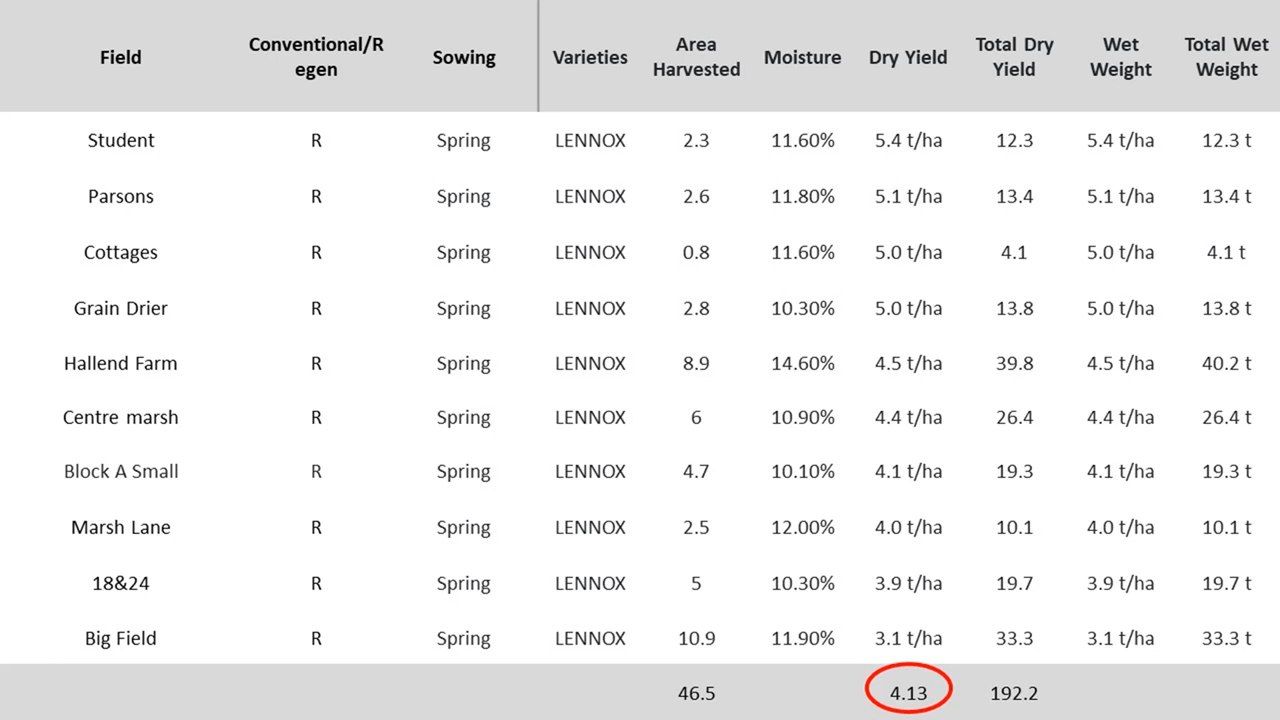 Field Conventional/R egen Sowing Varieties Area Harvested Moisture Dry Yield Total Dry Yield Wet Weight Total Wet Weight
Student R Spring LENNOX 2.3 11.60% 5.4 t/ha 12.3 5.4 t/ha 12.3 t
Parsons R Spring LENNOX 2.6 11.80% 5.1 t/ha 13.4 5.1 t/ha 13.4 t
Cottages R Spring LENNOX 0.8 11.60% 5.0 t/ha 4.1 5.0 t/ha 4.1 t
Grain Drier R Spring LENNOX 2.8 10.30% 5.0 t/ha 13.8 5.0 t/ha 13.8 t
Hallend Farm R Spring LENNOX 8.9 14.60% 4.5 t/ha 39.8 4.5 t/ha 40.2 t
Centre marsh R Spring LENNOX 6 10.90% 4.4 t/ha 26.4 4.4 t/ha 26.4 t
Block A Small R Spring LENNOX 4.7 10.10% 4.1 t/ha 19.3 4.1 t/ha 19.3 t
Marsh Lane R Spring LENNOX 2.5 12.00% 4.0 t/ha 10.1 4.0 t/ha 10.1 t
18&24 R Spring LENNOX 5 10.30% 3.9 t/ha 19.7 3.9 t/ha 19.7 t
Big Field R Spring LENNOX 10.9 11.90% 3.1 t/ha 33.3 3.1 t/ha 33.3 t
46.5 4.13 192.2